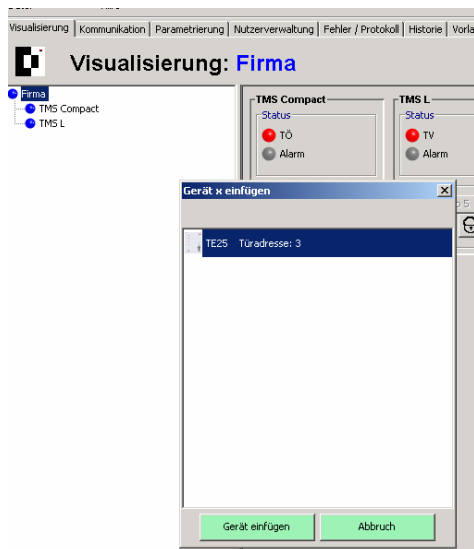 Visualisierung Kommunikation Parametrierung Nutzerverwaltung Fehler / Protokoll Historie Vorla
Visualisierung: Firma
Firma
TMS Compact
TMS L
TMS Compact
Status
TÖ
Alarm
TMS L
Status
TV
Alarm
Gerät x einfügen
TE25 Türadresse: 3
Gerät einfügen Abbruch